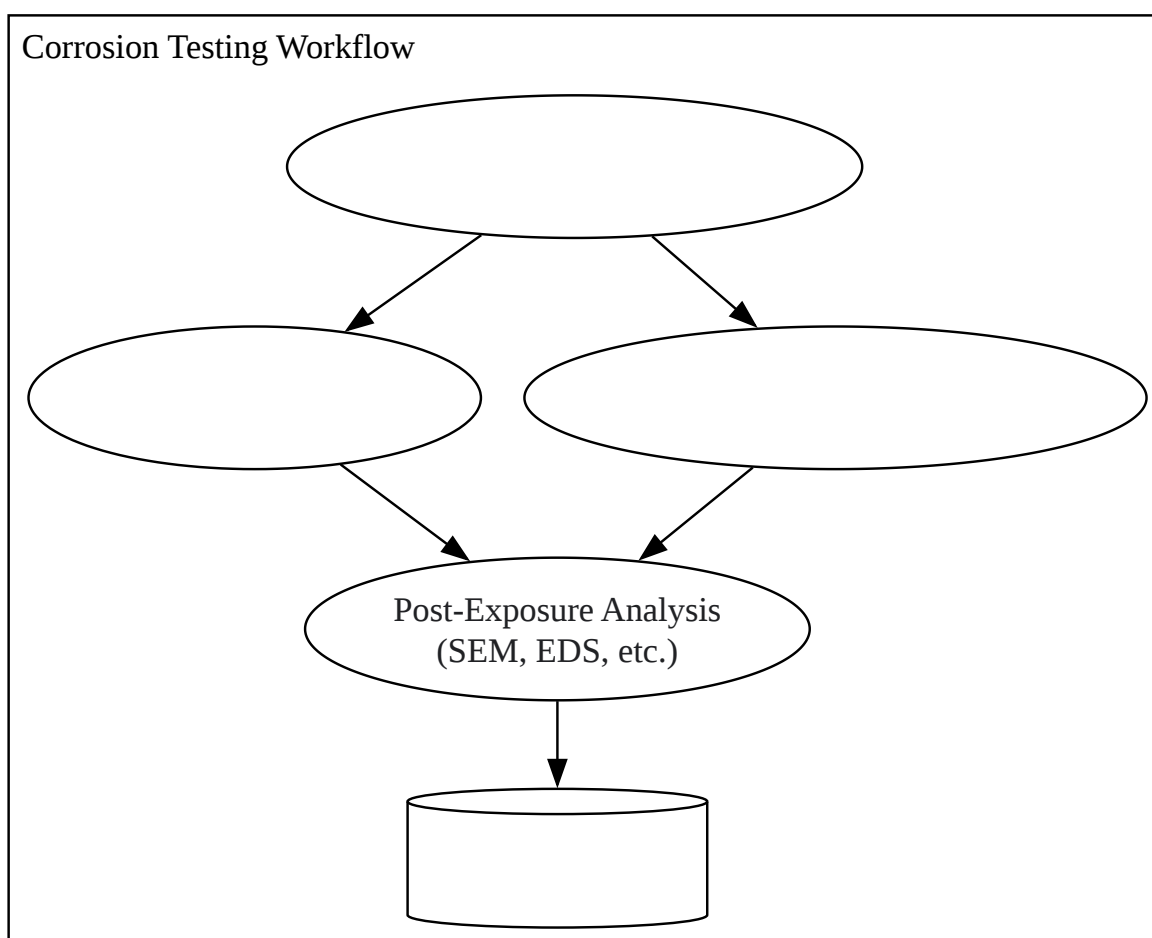 Corrosion Testing Workflow
Post-Exposure Analysis
(SEM, EDS, etc.)